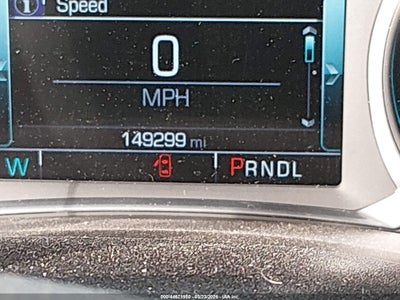 i Speed
0
MPH
149299 mi
W PRNDL